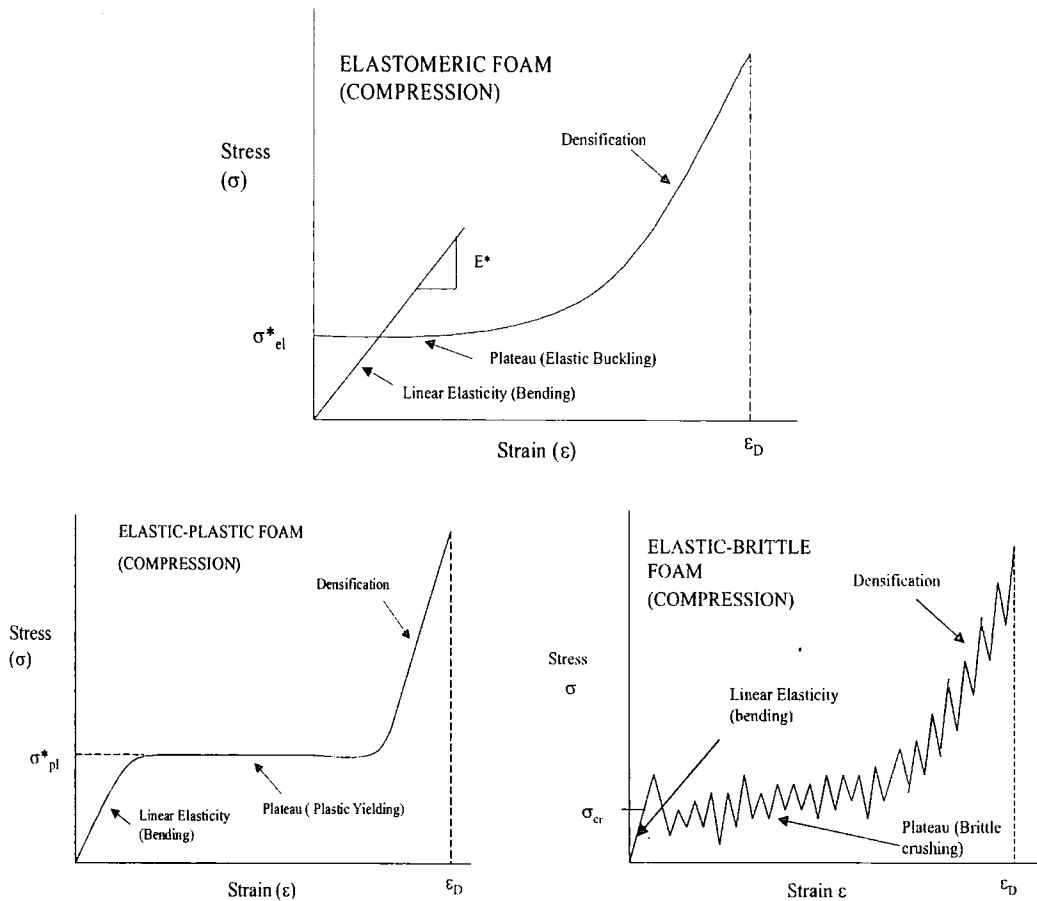 ELASTOMERIC FOAM
(COMPRESSION)
Densification
Stress
(σ)
E*
σ*el
Plateau (Elastic Buckling)
Linear Elasticity (Bending)
Strain (ε)
εD
ELASTIC-PLASTIC FOAM
(COMPRESSION)
Densification
Stress
(σ)
σ*pl
Plateau ( Plastic Yielding)
Linear Elasticity
(Bending)
Strain (ε)
εD
ELASTIC-BRITTLE
FOAM
(COMPRESSION)
Densification
Stress
σ
Linear Elasticity
(bending)
σcr
Plateau (Brittle
crushing)
Strain ε
εD